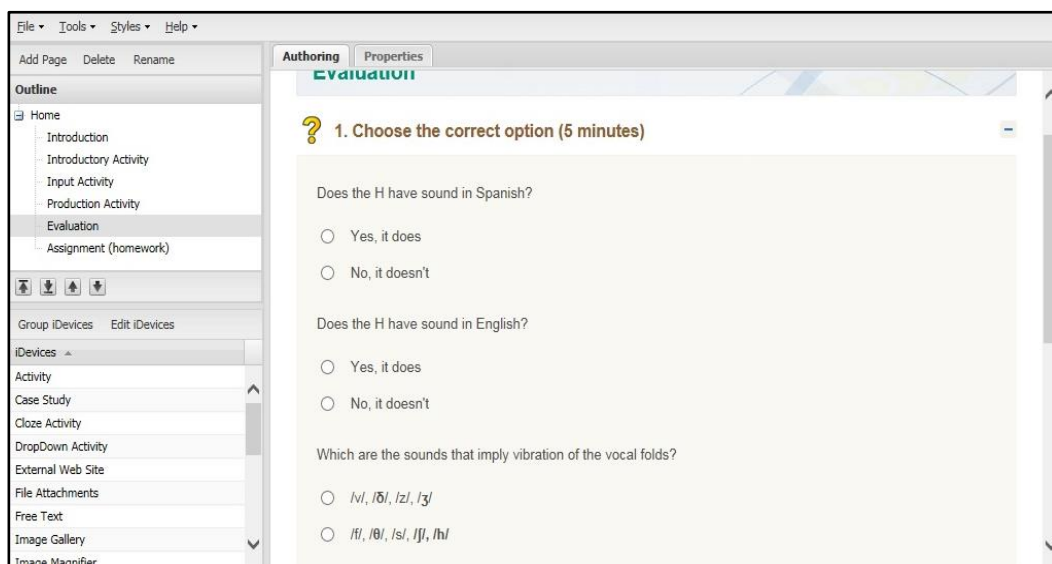 File Tools Styles Help
Add Page Delete Rename
Outline
Home
Introduction
Introductory Activity
Input Activity
Production Activity
Evaluation
Assignment (homework)
Group iDevices Edit iDevices
iDevices
Activity
Case Study
Cloze Activity
DropDown Activity
External Web Site
File Attachments
Free Text
Image Gallery
Image Magnifier
Authoring Properties
Evaluation
1. Choose the correct option (5 minutes)
Does the H have sound in Spanish?
Yes, it does
No, it doesn't
Does the H have sound in English?
Yes, it does
No, it doesn't
Which are the sounds that imply vibration of the vocal folds?
/v/, /δ/, /z/, /ʒ/
/f/, /θ/, /s/, /ʃ/, /h/